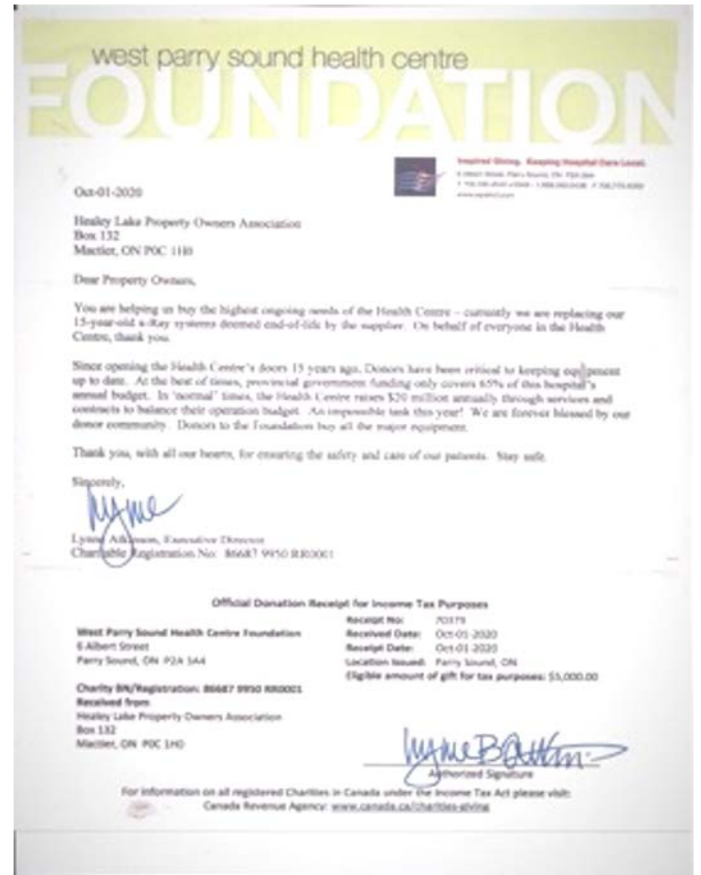 west parry sound health centre
FOUNDATION
Inspired Giving. Keeping Hospital Care Local.
6 Albert Street, Parry Sound, ON P2A 3A4
Oct-01-2020
Healey Lake Property Owners Association
Box 132
Mactier, ON P0C 1H0
Dear Property Owners,
You are helping us buy the highest ongoing needs of the Health Centre – currently we are replacing our
15-year-old x-Ray systems deemed end-of-life by the supplier. On behalf of everyone in the Health
Centre, thank you.
Since opening the Health Centre's doors 15 years ago, Donors have been critical to keeping equipment
up to date. At the best of times, provincial government funding only covers 65% of this hospital's
annual budget. In 'normal' times, the Health Centre raises $20 million annually through services and
contracts to balance their operation budget. An impossible task this year! We are forever blessed by our
donor community. Donors to the Foundation buy all the major equipment.
Thank you, with all our hearts, for ensuring the safety and care of our patients. Stay safe.
Sincerely,
Lynne
Lynne Atkinson, Executive Director
Charitable Registration No: 86687 9950 RR0001
Official Donation Receipt for Income Tax Purposes
Receipt No: 70379
West Parry Sound Health Centre Foundation
Received Date: Oct-01-2020
6 Albert Street
Receipt Date: Oct-01-2020
Parry Sound, ON P2A 3A4
Location Issued: Parry Sound, ON
Eligible amount of gift for tax purposes: $5,000.00
Charity BN/Registration: 86687 9950 RR0001
Received from
Healey Lake Property Owners Association
Box 132
Mactier, ON P0C 1H0
Authorized Signature
For information on all registered Charities in Canada under the Income Tax Act please visit:
Canada Revenue Agency: www.canada.ca/charities-giving